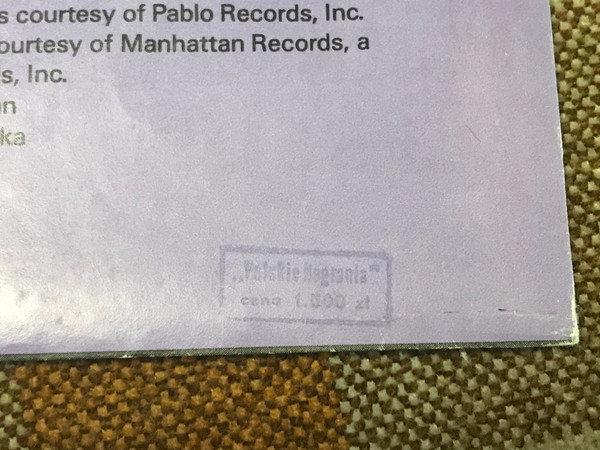 s courtesy of Pablo Records, Inc.
ourtesy of Manhattan Records, a
s, Inc.
n
ka
„Polskie Nagrania”
cena 1.500 zł